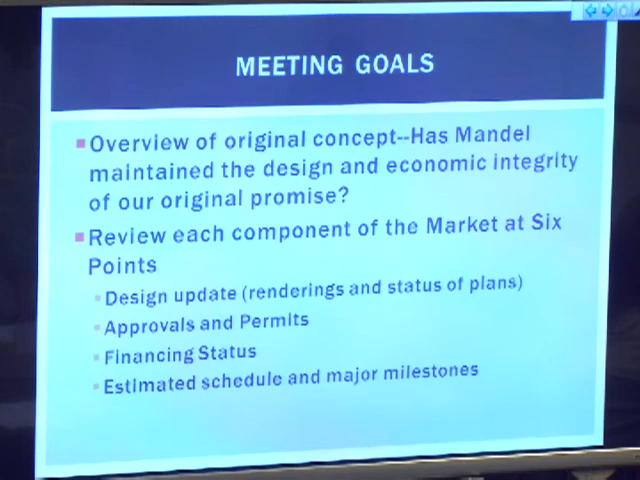 MEETING GOALS
Overview of original concept--Has Mandel
maintained the design and economic integrity
of our original promise?
Review each component of the Market at Six
Points
Design update (renderings and status of plans)
Approvals and Permits
Financing Status
Estimated schedule and major milestones